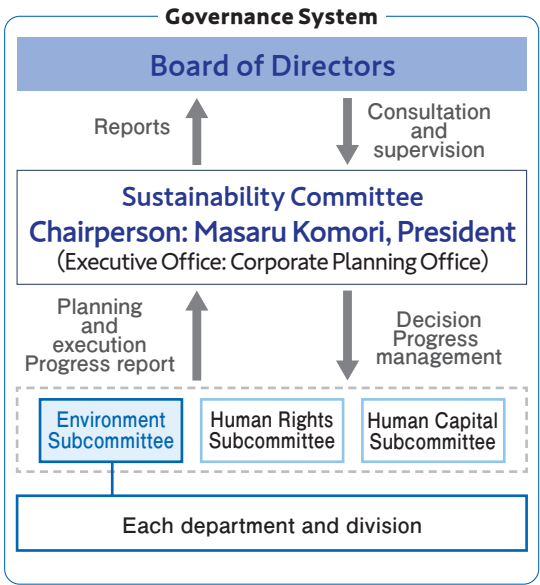 Governance System
Board of Directors
Reports
Consultation
and
supervision
Sustainability Committee
Chairperson: Masaru Komori, President
(Executive Office: Corporate Planning Office)
Planning
and
execution
Progress report
Decision
Progress
management
Environment
Subcommittee
Human Rights
Subcommittee
Human Capital
Subcommittee
Each department and division